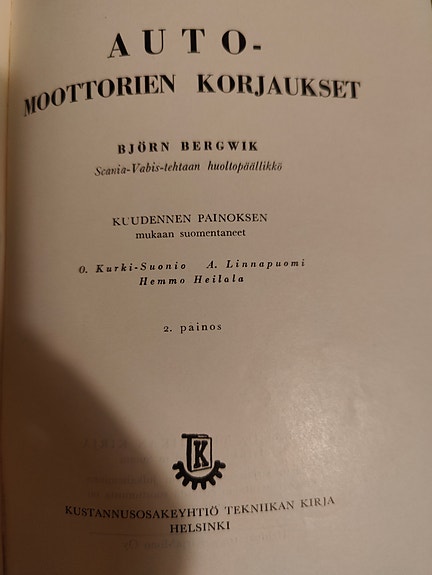 AUTO-
MOOTTORIEN KORJAUKSET
BJÖRN BERGWIK
Scania-Vabis-tehtaan huoltopäällikkö
KUUDENNEN PAINOKSEN
mukaan suomentaneet
O. Kurki-Suonio A. Linnapuomi
Hemmo Heilala
2. painos
TK
KUSTANNUSOSAKEYHTIÖ TEKNIIKAN KIRJA
HELSINKI